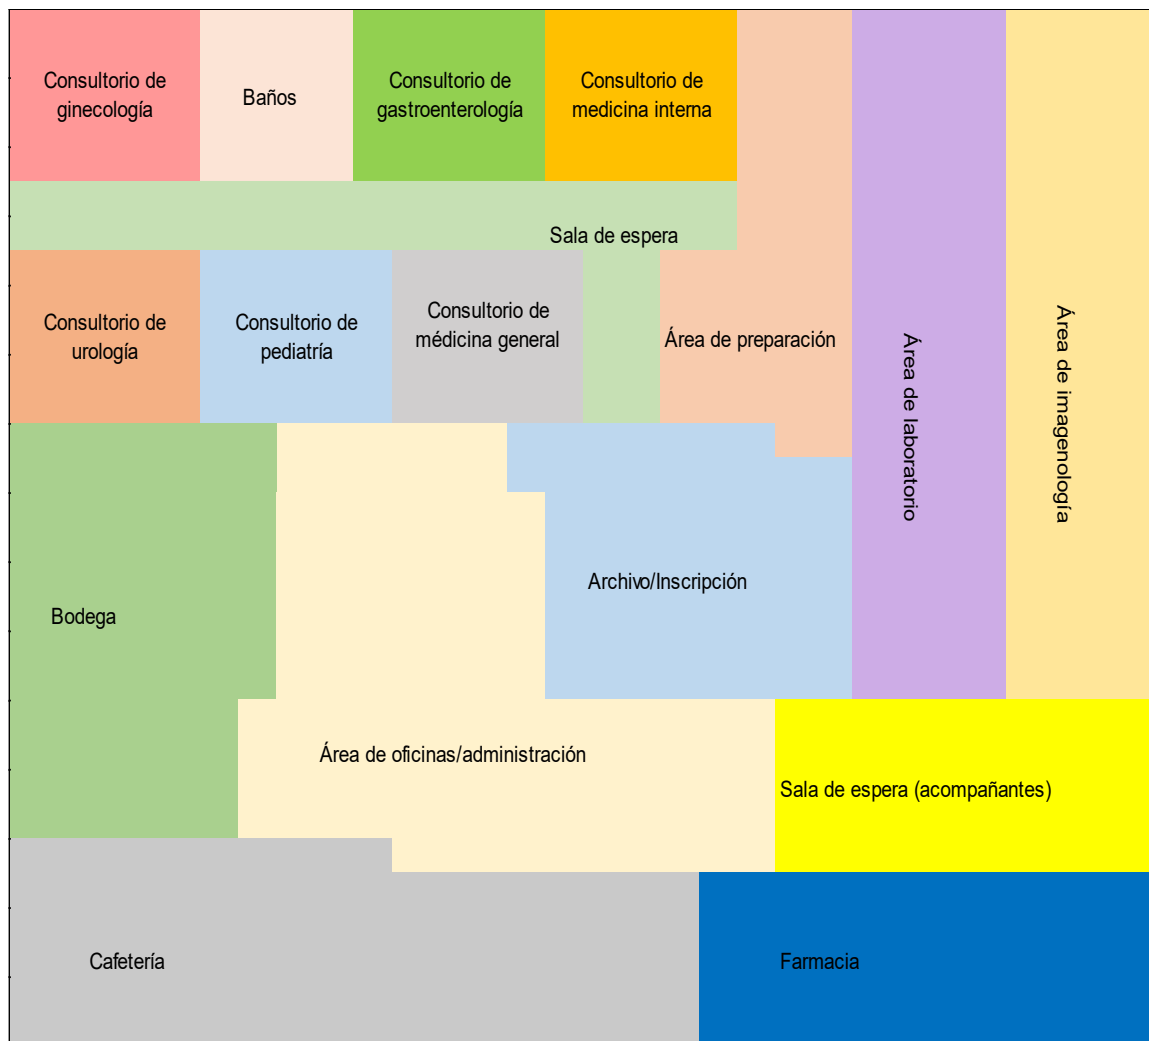 Consultorio de
ginecología
Baños
Consultorio de
gastroenterología
Consultorio de
medicina interna
Sala de espera
Consultorio de
urología
Consultorio de
pediatría
Consultorio de
médicina general
Área de preparación
Área de laboratorio
Área de imagenología
Archivo/Inscripción
Bodega
Área de oficinas/administración
Sala de espera (acompañantes)
Cafetería
Farmacia